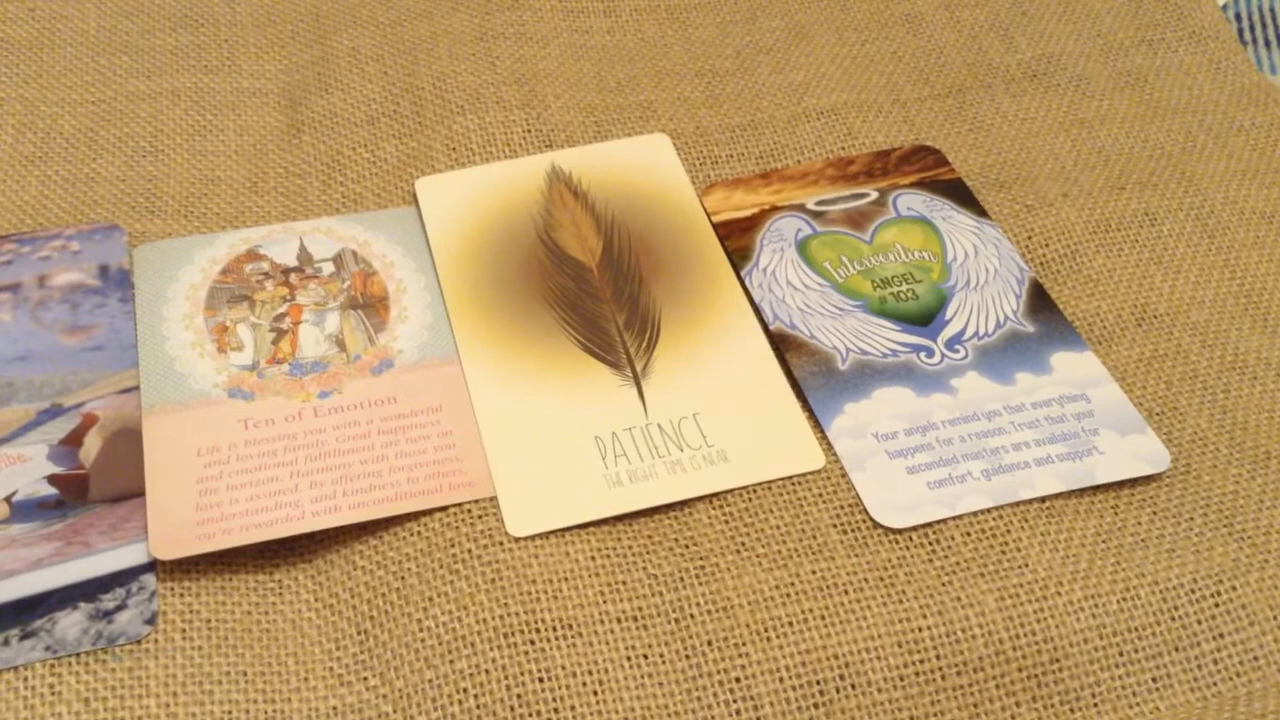 ibe.
Ten of Emotion
Life is blessing you with a wonderful
and loving family. Great happiness
and emotional fulfillment are now on
the horizon. Harmony with those you
love is assured. By offering forgiveness,
understanding, and kindness to others,
you're rewarded with unconditional love.
PATIENCE
THE RIGHT TIME IS NEAR
Intervention
ANGEL
#103
Your angels remind you that everything
happens for a reason. Trust that your
ascended masters are available for
comfort, guidance and support.